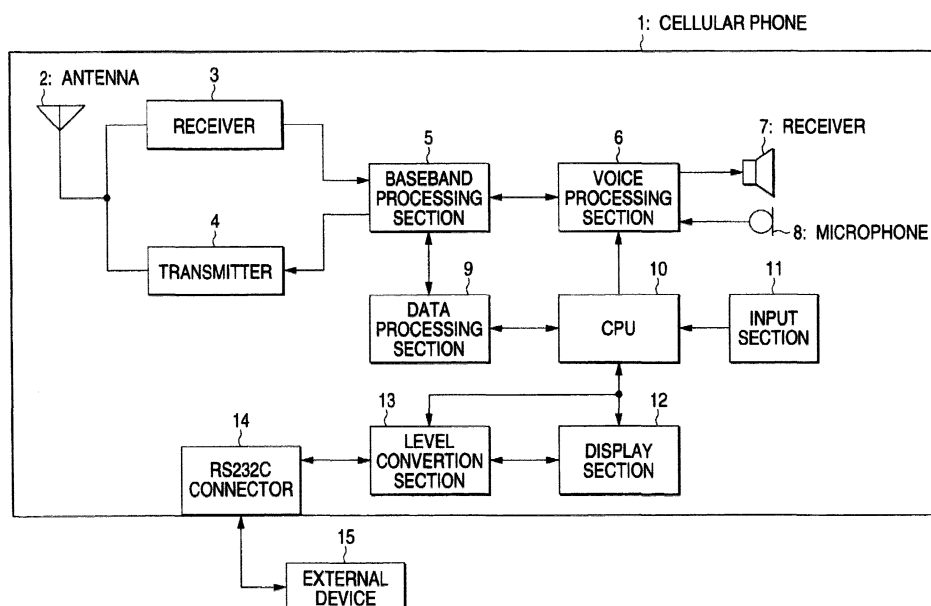 1: CELLULAR PHONE
2: ANTENNA
3
RECEIVER
4
TRANSMITTER
5
BASEBAND
PROCESSING
SECTION
6
VOICE
PROCESSING
SECTION
7: RECEIVER
8: MICROPHONE
9
DATA
PROCESSING
SECTION
10
CPU
11
INPUT
SECTION
12
DISPLAY
SECTION
13
LEVEL
CONVERTION
SECTION
14
RS232C
CONNECTOR
15
EXTERNAL
DEVICE